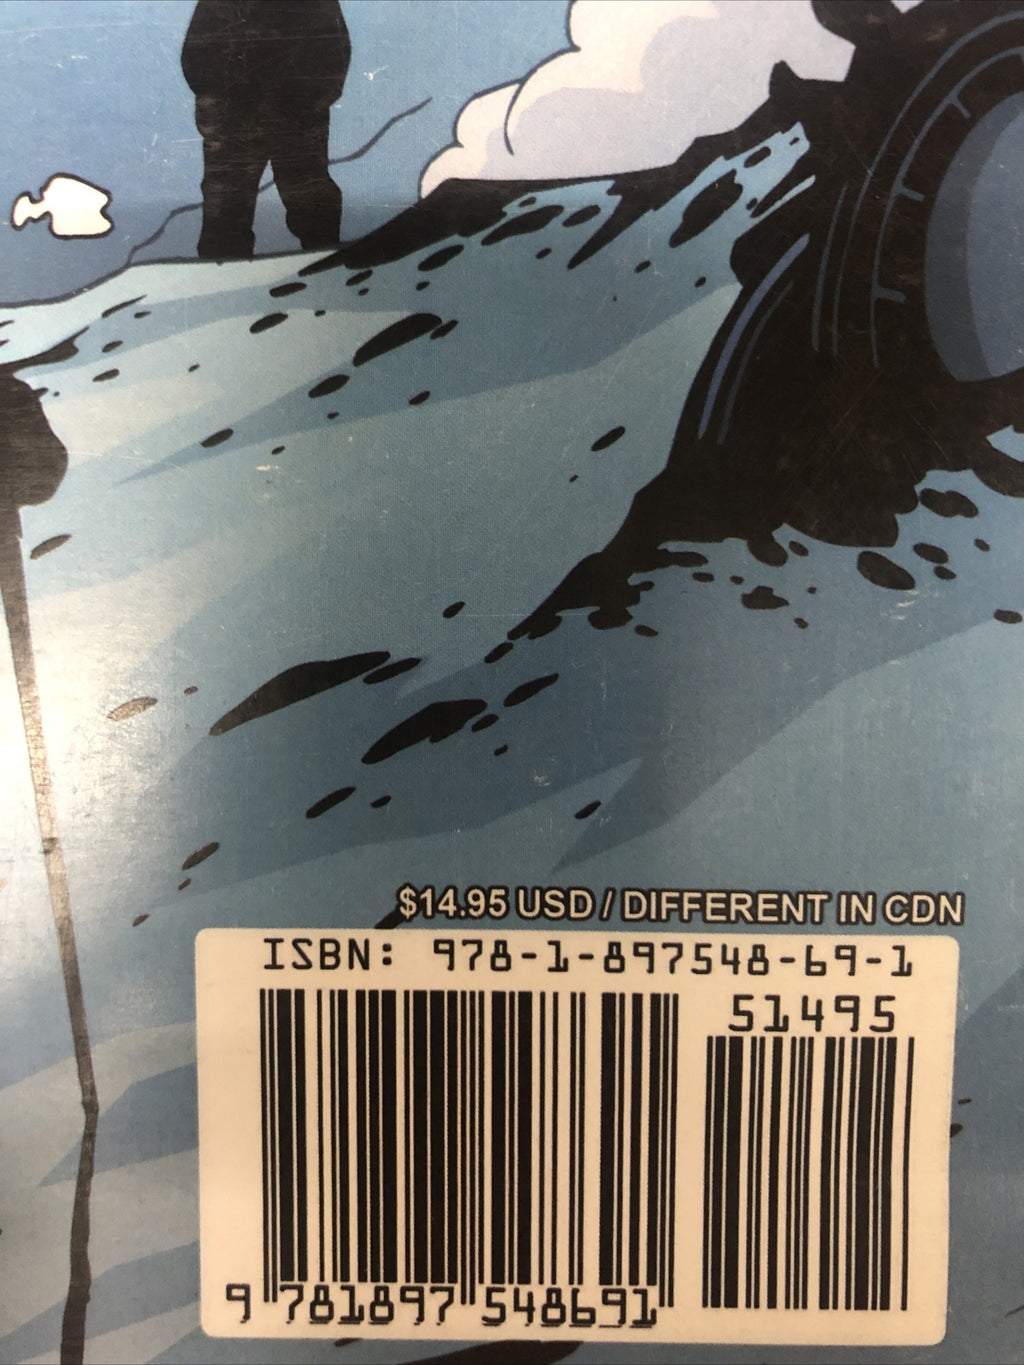 $14.95 USD / DIFFERENT IN CDN
ISBN: 978-1-897548-69-1
51495
9 781897 548691